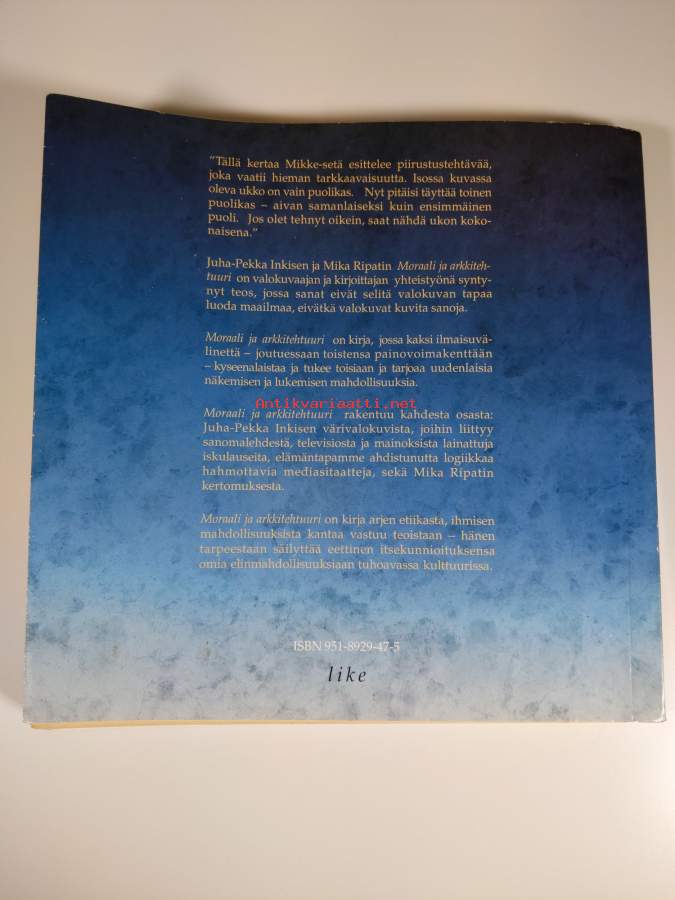 "Tällä kertaa Mikke-setä esittelee piirustustehtävää,
joka vaatii hieman tarkkaavaisuutta. Isossa kuvassa
oleva ukko on vain puolikas. Nyt pitäisi täyttää toinen
puolikas – aivan samanlaiseksi kuin ensimmäinen
puoli. Jos olet tehnyt oikein, saat nähdä ukon koko-
naisena."
Juha-Pekka Inkisen ja Mika Ripatin Moraali ja arkkiteh-
tuuri on valokuvaajan ja kirjoittajan yhteistyönä synty-
nyt teos, jossa sanat eivät selitä valokuvan tapaa
luoda maailmaa, eivätkä valokuvat kuvita sanoja.
Moraali ja arkkitehtuuri on kirja, jossa kaksi ilmaisuvä-
linettä – joutuessaan toistensa painovoimakenttään
– kyseenalaistaa ja tukee toisiaan ja tarjoaa uudenlaisia
näkemisen ja lukemisen mahdollisuuksia.
Antikvariaatti.net
Moraali ja arkkitehtuuri rakentuu kahdesta osasta:
Juha-Pekka Inkisen värivalokuvista, joihin liittyy
sanomalehdestä, televisiosta ja mainoksista lainattuja
iskulauseita, elämäntapamme ahdistunutta logiikkaa
hahmottavia mediasitaatteja, sekä Mika Ripatin
kertomuksesta.
Moraali ja arkkitehtuuri on kirja arjen etiikasta, ihmisen
mahdollisuuksista kantaa vastuu teoistaan – hänen
tarpeestaan säilyttää eettinen itsekunnioituksensa
omia elinmahdollisuuksiaan tuhoavassa kulttuurissa.
ISBN 951-8929-47-5
like